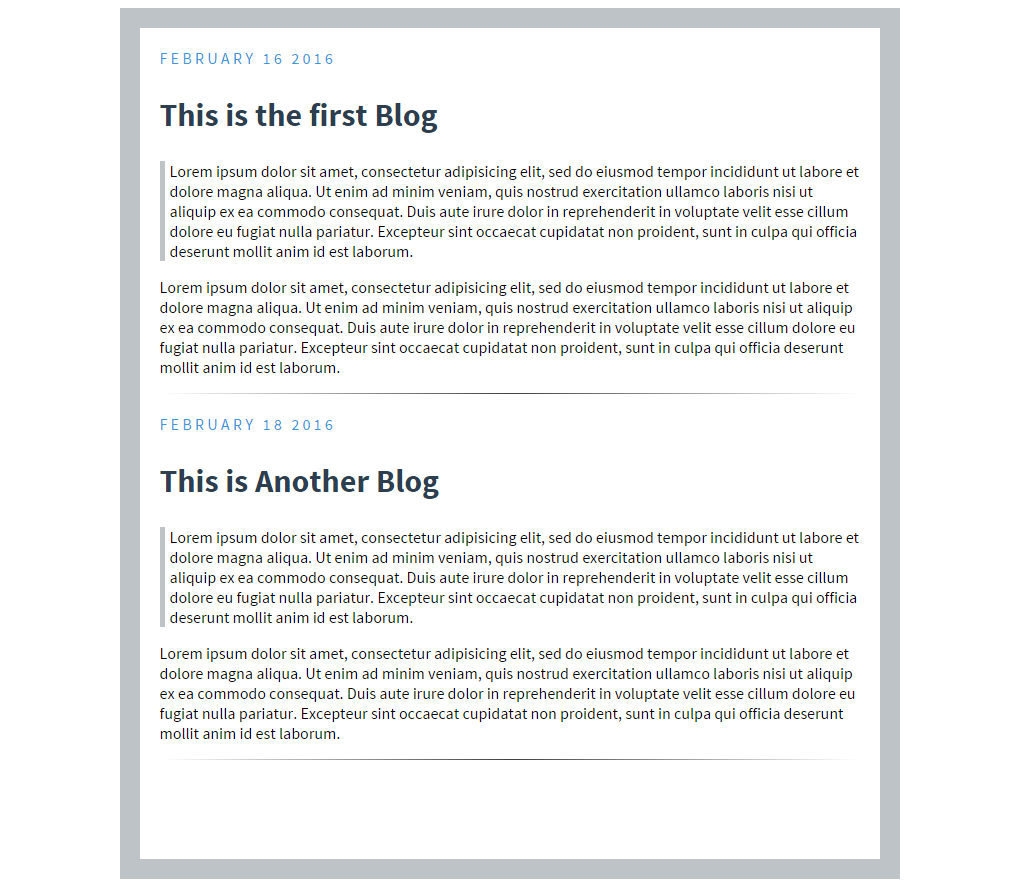 FEBRUARY 16 2016
This is the first Blog
Lorem ipsum dolor sit amet, consectetur adipisicing elit, sed do eiusmod tempor incididunt ut labore et
dolore magna aliqua. Ut enim ad minim veniam, quis nostrud exercitation ullamco laboris nisi ut
aliquip ex ea commodo consequat. Duis aute irure dolor in reprehenderit in voluptate velit esse cillum
dolore eu fugiat nulla pariatur. Excepteur sint occaecat cupidatat non proident, sunt in culpa qui officia
deserunt mollit anim id est laborum.
Lorem ipsum dolor sit amet, consectetur adipisicing elit, sed do eiusmod tempor incididunt ut labore et
dolore magna aliqua. Ut enim ad minim veniam, quis nostrud exercitation ullamco laboris nisi ut aliquip
ex ea commodo consequat. Duis aute irure dolor in reprehenderit in voluptate velit esse cillum dolore eu
fugiat nulla pariatur. Excepteur sint occaecat cupidatat non proident, sunt in culpa qui officia deserunt
mollit anim id est laborum.
FEBRUARY 18 2016
This is Another Blog
Lorem ipsum dolor sit amet, consectetur adipisicing elit, sed do eiusmod tempor incididunt ut labore et
dolore magna aliqua. Ut enim ad minim veniam, quis nostrud exercitation ullamco laboris nisi ut
aliquip ex ea commodo consequat. Duis aute irure dolor in reprehenderit in voluptate velit esse cillum
dolore eu fugiat nulla pariatur. Excepteur sint occaecat cupidatat non proident, sunt in culpa qui officia
deserunt mollit anim id est laborum.
Lorem ipsum dolor sit amet, consectetur adipisicing elit, sed do eiusmod tempor incididunt ut labore et
dolore magna aliqua. Ut enim ad minim veniam, quis nostrud exercitation ullamco laboris nisi ut aliquip
ex ea commodo consequat. Duis aute irure dolor in reprehenderit in voluptate velit esse cillum dolore eu
fugiat nulla pariatur. Excepteur sint occaecat cupidatat non proident, sunt in culpa qui officia deserunt
mollit anim id est laborum.